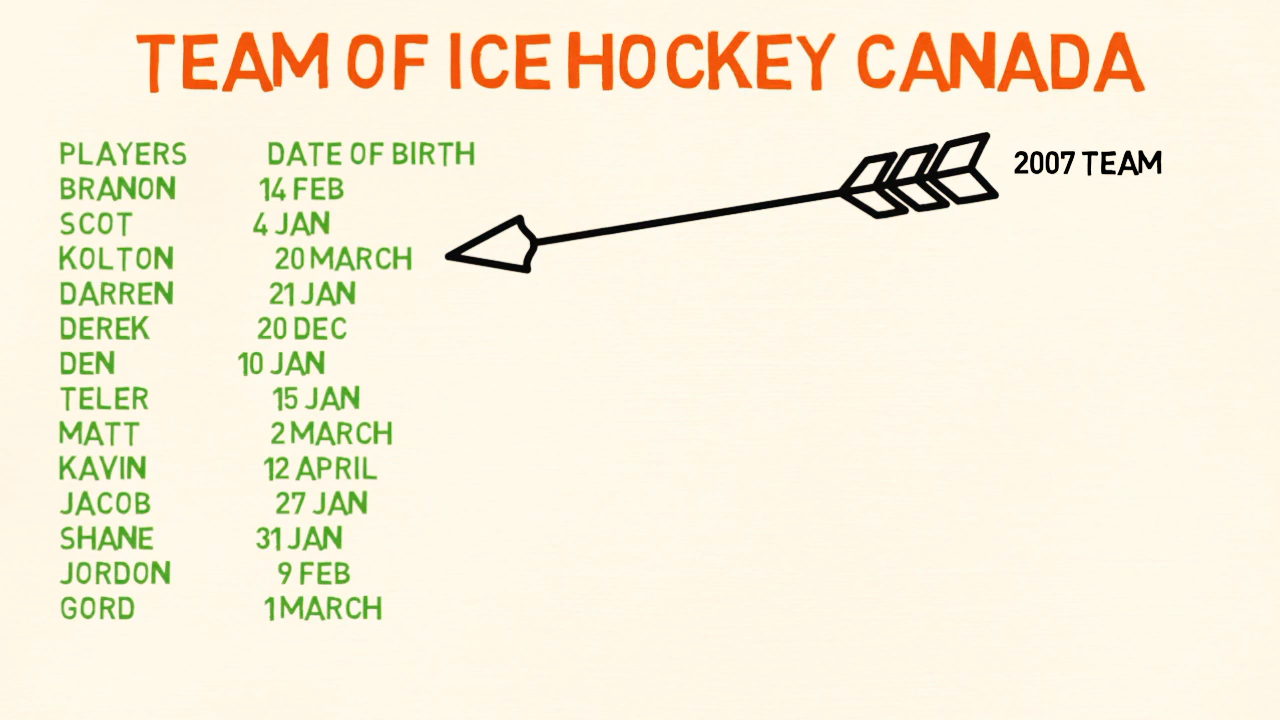 TEAM OF ICE HOCKEY CANADA
PLAYERS DATE OF BIRTH
2007 TEAM
BRANON 14 FEB
SCOT 4 JAN
KOLTON 20 MARCH
DARREN 21 JAN
DEREK 20 DEC
DEN 10 JAN
TELER 15 JAN
MATT 2 MARCH
KAVIN 12 APRIL
JACOB 27 JAN
SHANE 31 JAN
JORDON 9 FEB
GORD 1 MARCH